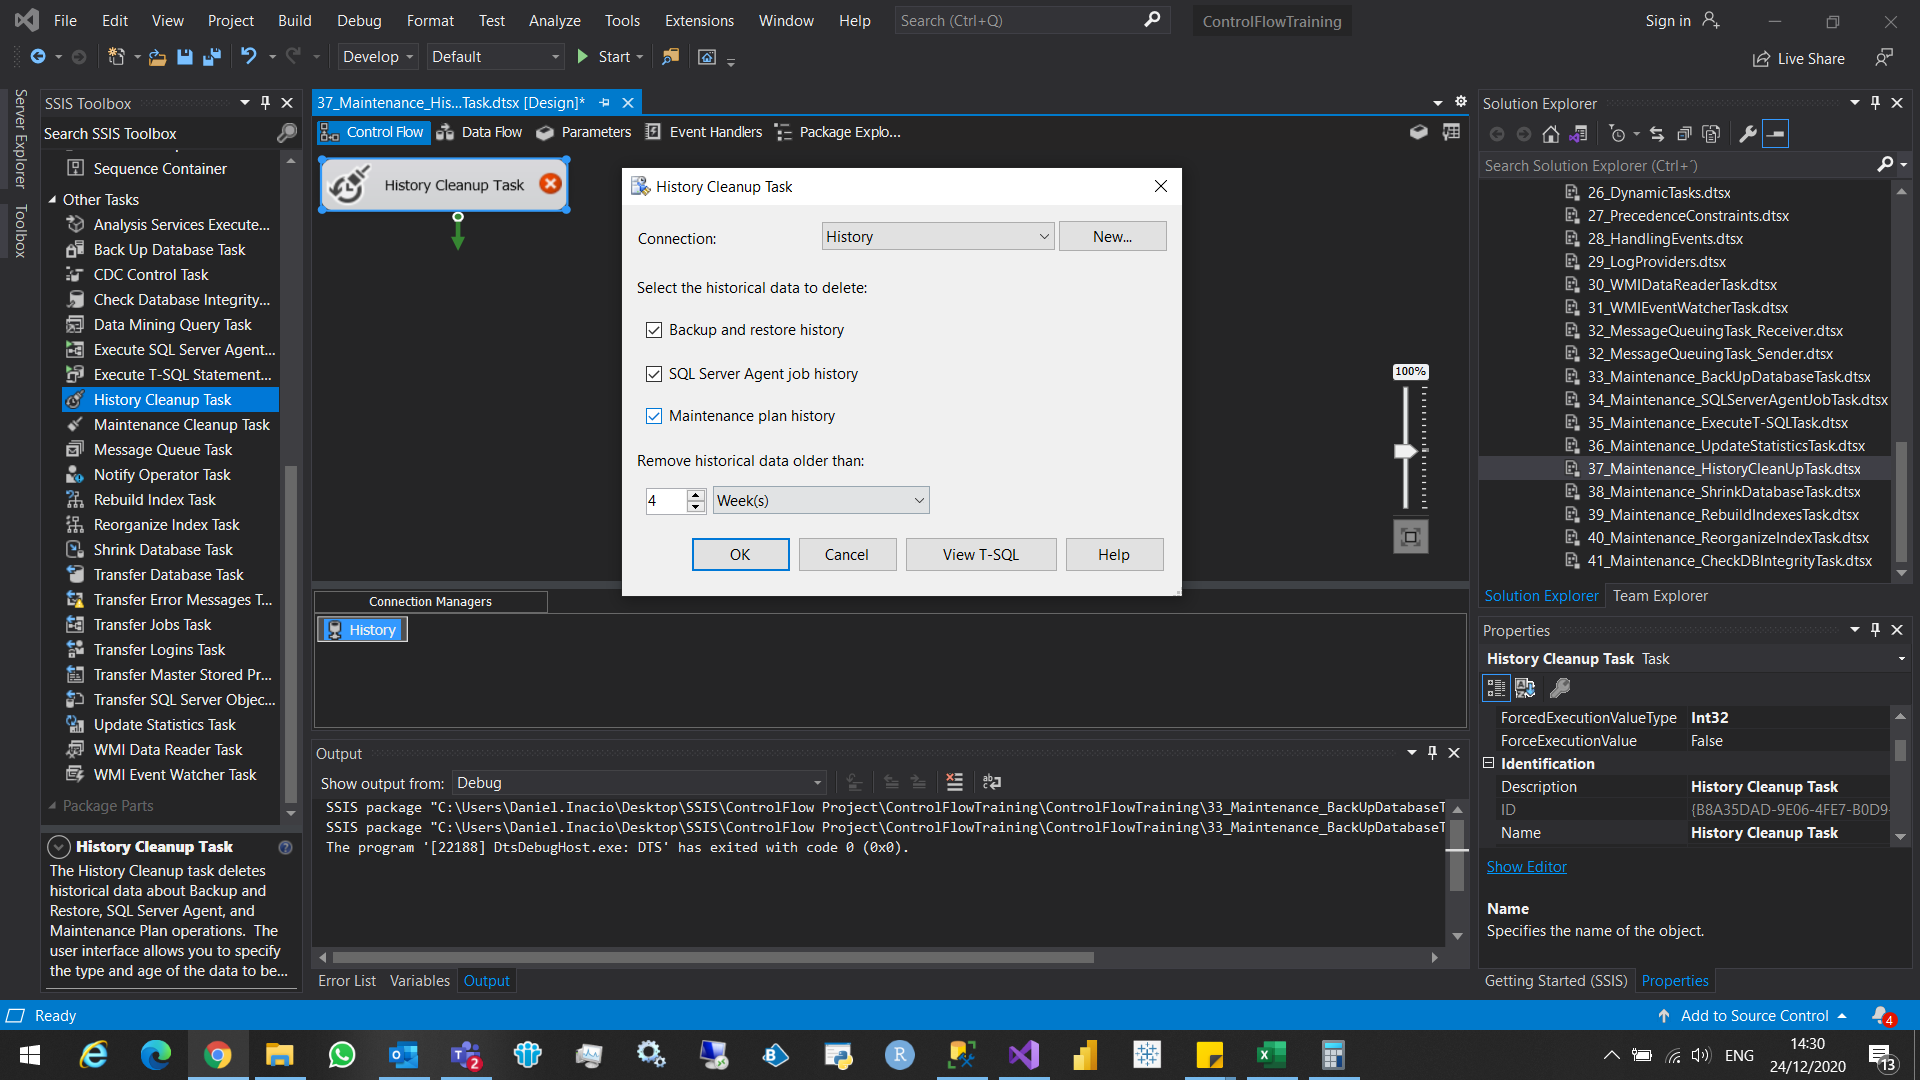 File Edit View Project Build Debug Format Test Analyze Tools Extensions Window Help Search (Ctrl+Q) ControlFlowTraining Sign in
Develop Default Start Live Share
Server Explorer
Toolbox
SSIS Toolbox
Search SSIS Toolbox
Sequence Container
Other Tasks
Analysis Services Execute...
Back Up Database Task
CDC Control Task
Check Database Integrity...
Data Mining Query Task
Execute SQL Server Agent...
Execute T-SQL Statement...
History Cleanup Task
Maintenance Cleanup Task
Message Queue Task
Notify Operator Task
Rebuild Index Task
Reorganize Index Task
Shrink Database Task
Transfer Database Task
Transfer Error Messages T...
Transfer Jobs Task
Transfer Logins Task
Transfer Master Stored Pr...
Transfer SQL Server Objec...
Update Statistics Task
WMI Data Reader Task
WMI Event Watcher Task
Package Parts
History Cleanup Task
The History Cleanup task deletes
historical data about Backup and
Restore, SQL Server Agent, and
Maintenance Plan operations. The
user interface allows you to specify
the type and age of the data to be...
37_Maintenance_His...Task.dtsx [Design]*
Control Flow Data Flow Parameters Event Handlers Package Explo...
History Cleanup Task
100%
History Cleanup Task
Connection: History New...
Select the historical data to delete:
Backup and restore history
SQL Server Agent job history
Maintenance plan history
Remove historical data older than:
4 Week(s)
OK Cancel View T-SQL Help
Connection Managers
History
Output
Show output from: Debug
SSIS package "C:\Users\Daniel.Inacio\Desktop\SSIS\ControlFlow Project\ControlFlowTraining\ControlFlowTraining\33_Maintenance_BackUpDatabaseT
SSIS package "C:\Users\Daniel.Inacio\Desktop\SSIS\ControlFlow Project\ControlFlowTraining\ControlFlowTraining\33_Maintenance_BackUpDatabaseT
The program '[22188] DtsDebugHost.exe: DTS' has exited with code 0 (0x0).
Error List Variables Output
Solution Explorer
Search Solution Explorer (Ctrl+´)
26_DynamicTasks.dtsx
27_PrecedenceConstraints.dtsx
28_HandlingEvents.dtsx
29_LogProviders.dtsx
30_WMIDataReaderTask.dtsx
31_WMIEventWatcherTask.dtsx
32_MessageQueuingTask_Receiver.dtsx
32_MessageQueuingTask_Sender.dtsx
33_Maintenance_BackUpDatabaseTask.dtsx
34_Maintenance_SQLServerAgentJobTask.dtsx
35_Maintenance_ExecuteT-SQLTask.dtsx
36_Maintenance_UpdateStatisticsTask.dtsx
37_Maintenance_HistoryCleanUpTask.dtsx
38_Maintenance_ShrinkDatabaseTask.dtsx
39_Maintenance_RebuildIndexesTask.dtsx
40_Maintenance_ReorganizeIndexTask.dtsx
41_Maintenance_CheckDBIntegrityTask.dtsx
Solution Explorer Team Explorer
Properties
History Cleanup Task Task
ForcedExecutionValueType Int32
ForceExecutionValue False
Identification
Description History Cleanup Task
ID {B8A35DAD-9E06-4FE7-B0D9-
Name History Cleanup Task
Show Editor
Name
Specifies the name of the object.
Getting Started (SSIS) Properties
Ready Add to Source Control 4
2 ENG 14:30
24/12/2020 13